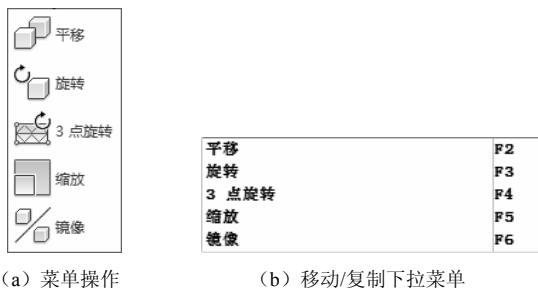 平移
旋转
3 点旋转
缩放
镜像
平移 F2
旋转 F3
3 点旋转 F4
缩放 F5
镜像 F6
(a) 菜单操作
(b) 移动/复制下拉菜单